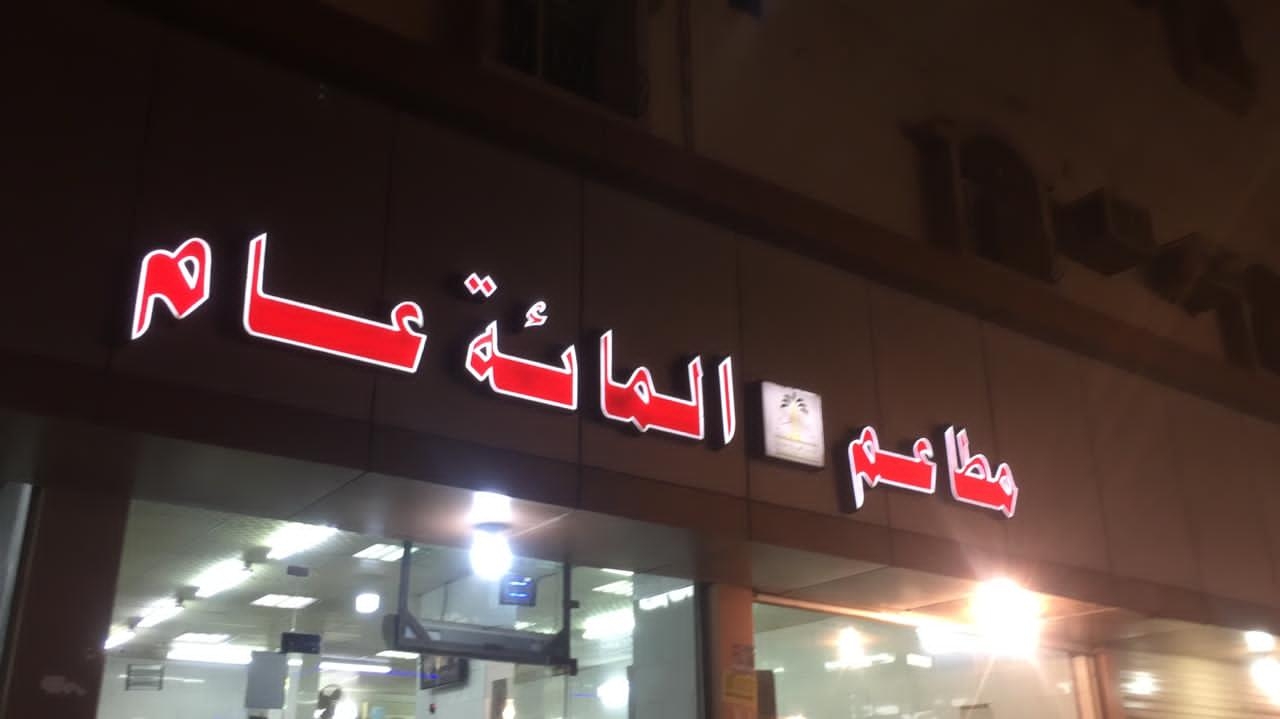 مطاعم المائة عام